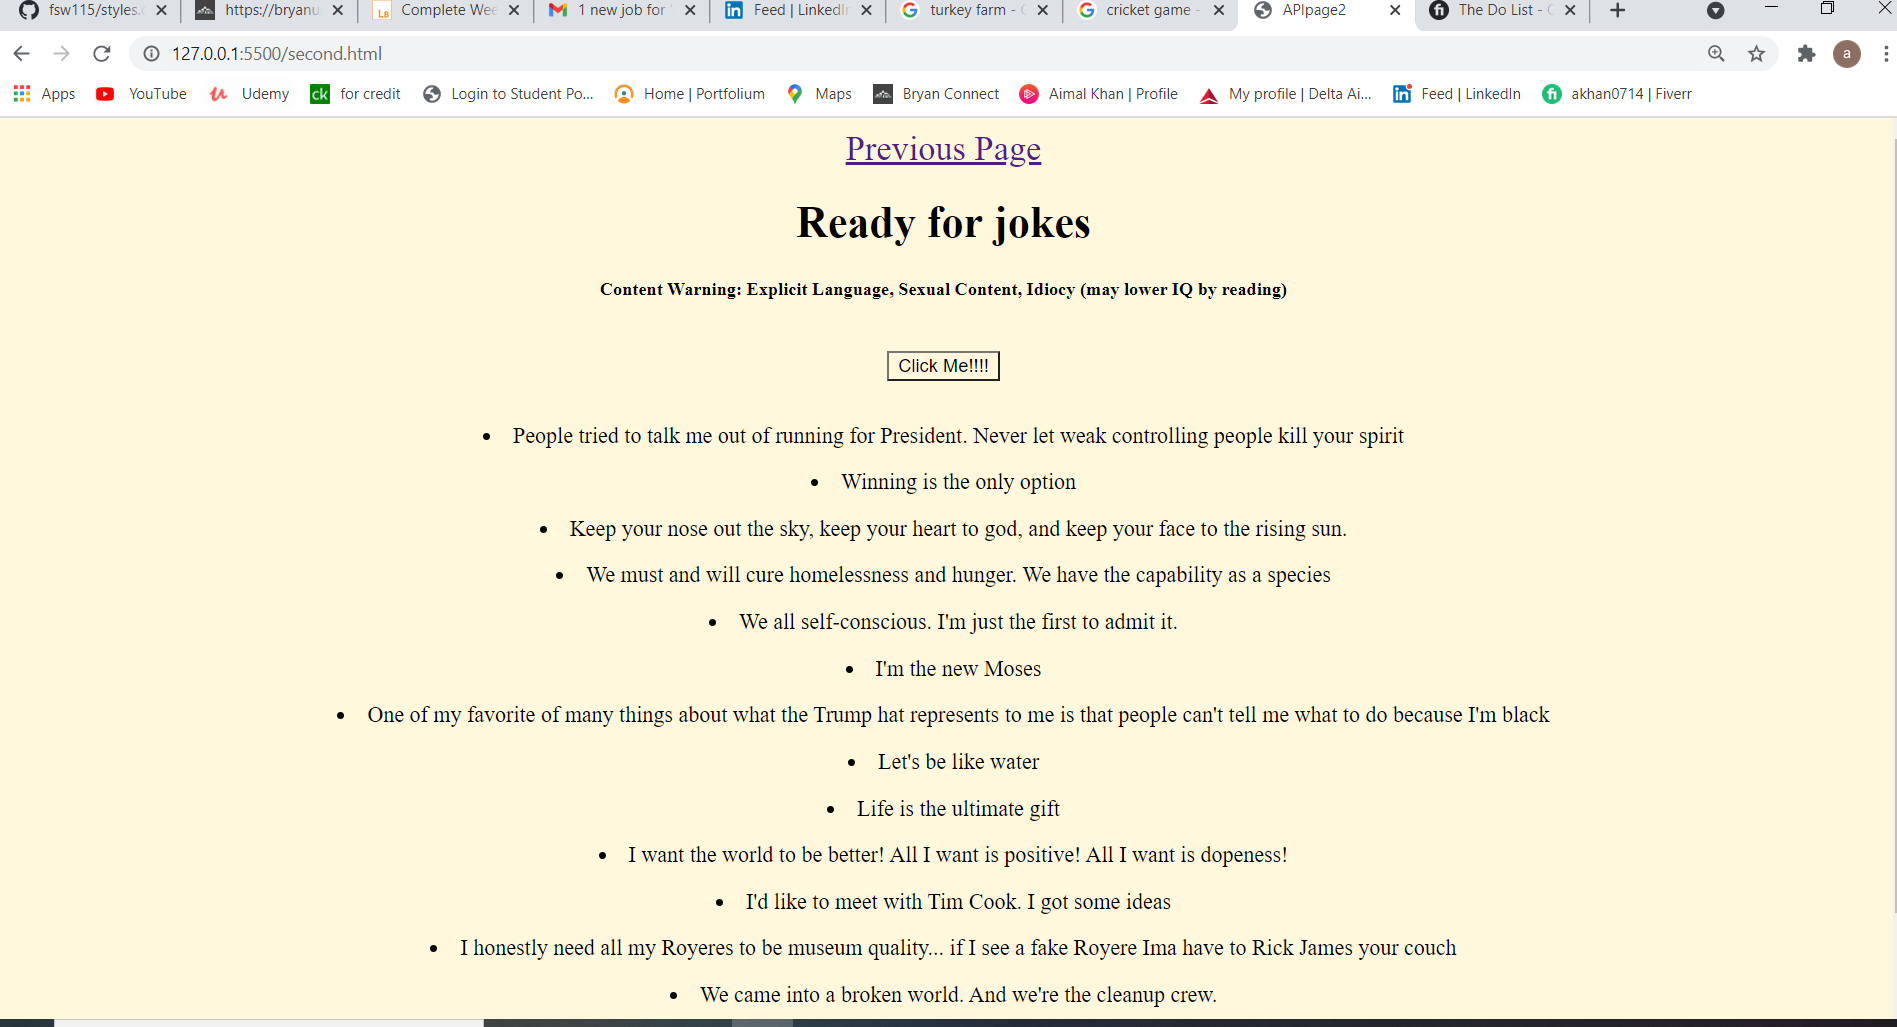 fsw115/styles.c
https://bryanu
Complete Wee
1 new job for
Feed | LinkedIn
turkey farm -
cricket game -
APIpage2
The Do List -
127.0.0.1:5500/second.html
a
Apps
YouTube
Udemy
ck for credit
Login to Student Po...
Home | Portfolium
Maps
Bryan Connect
Aimal Khan | Profile
My profile | Delta Ai...
Feed | LinkedIn
akhan0714 | Fiverr
Previous Page
Ready for jokes
Content Warning: Explicit Language, Sexual Content, Idiocy (may lower IQ by reading)
Click Me!!!!
People tried to talk me out of running for President. Never let weak controlling people kill your spirit
Winning is the only option
Keep your nose out the sky, keep your heart to god, and keep your face to the rising sun.
We must and will cure homelessness and hunger. We have the capability as a species
We all self-conscious. I'm just the first to admit it.
I'm the new Moses
One of my favorite of many things about what the Trump hat represents to me is that people can't tell me what to do because I'm black
Let's be like water
Life is the ultimate gift
I want the world to be better! All I want is positive! All I want is dopeness!
I'd like to meet with Tim Cook. I got some ideas
I honestly need all my Royeres to be museum quality... if I see a fake Royere Ima have to Rick James your couch
We came into a broken world. And we're the cleanup crew.